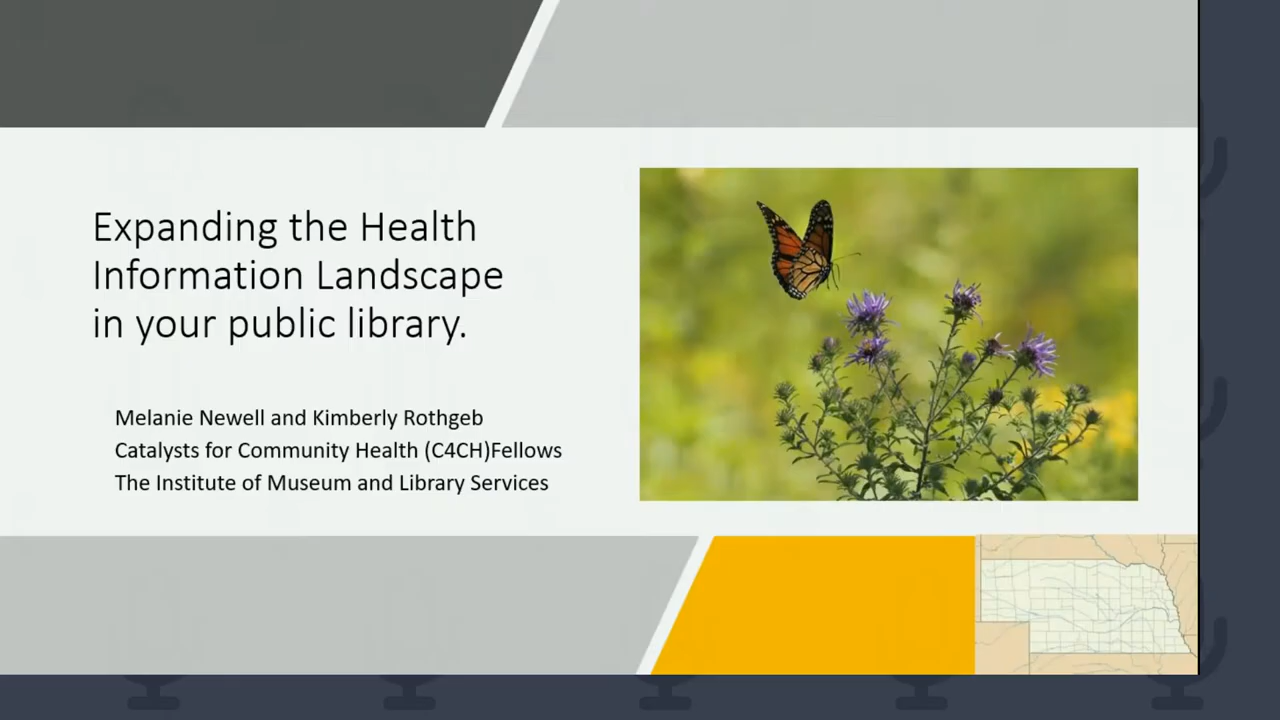 Expanding the Health
Information Landscape
in your public library.
Melanie Newell and Kimberly Rothgeb
Catalysts for Community Health (C4CH)Fellows
The Institute of Museum and Library Services